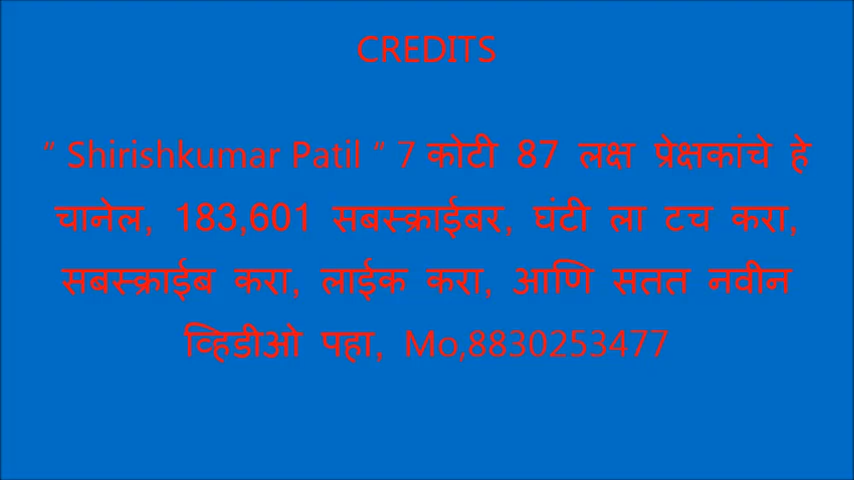 CREDITS
" Shirishkumar Patil " 7 कोटी 87 लक्ष प्रेक्षकांचे हे
चानेल, 183,601 सबस्क्राईबर, घंटी ला टच करा,
सबस्क्राईब करा, लाईक करा, आणि सतत नवीन
व्हिडीओ पहा, Mo,8830253477